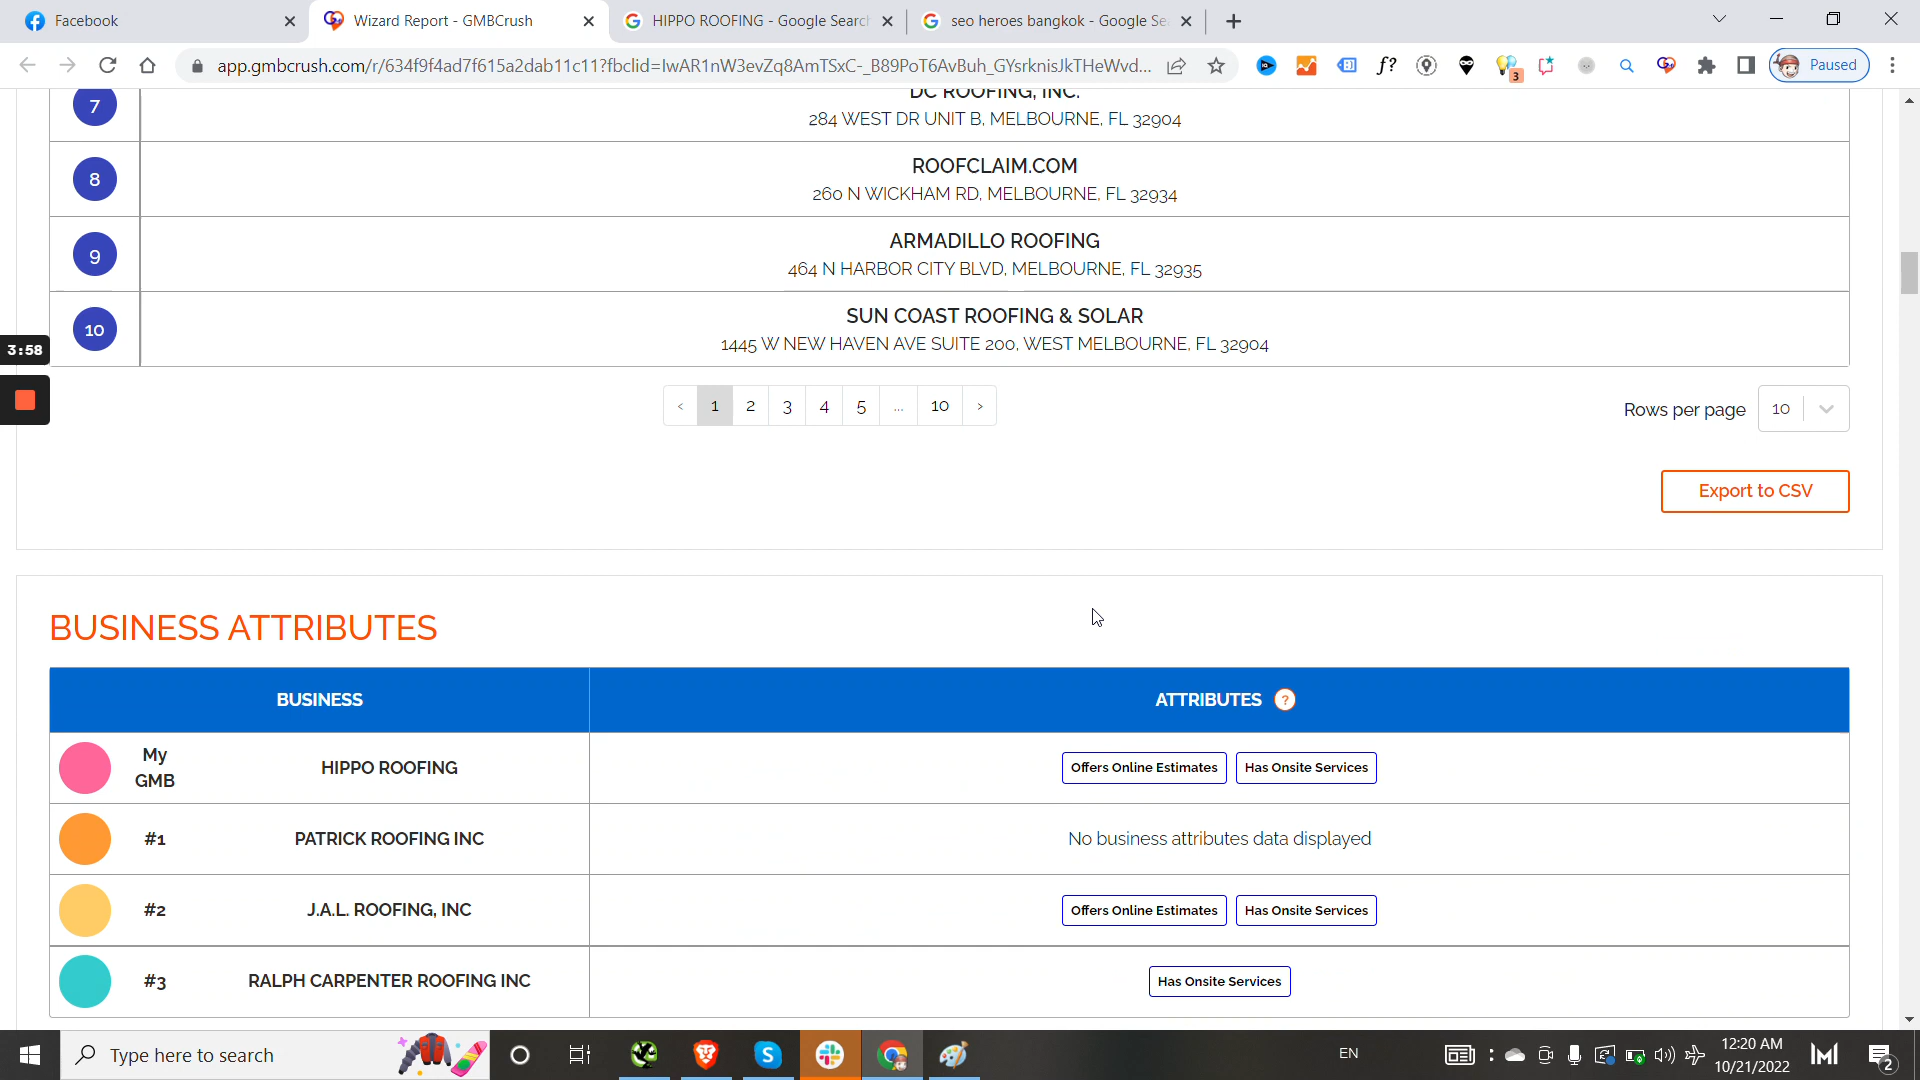 Facebook
Wizard Report - GMBCrush
HIPPO ROOFING - Google Search
seo heroes bangkok - Google Se
app.gmbcrush.com/r/634f9f4ad7f615a2dab11c11?fbclid=IwAR1nW3evZq8AmTSxC-_B89PoT6AvBuh_GYsrknisJkTHeWvd...
f?
3
Paused
7
DC ROOFING, INC.
284 WEST DR UNIT B, MELBOURNE, FL 32904
8
ROOFCLAIM.COM
260 N WICKHAM RD, MELBOURNE, FL 32934
9
ARMADILLO ROOFING
464 N HARBOR CITY BLVD, MELBOURNE, FL 32935
10
SUN COAST ROOFING & SOLAR
1445 W NEW HAVEN AVE SUITE 200, WEST MELBOURNE, FL 32904
3:58
‹ 1 2 3 4 5 ... 10 ›
Rows per page 10
Export to CSV
BUSINESS ATTRIBUTES
BUSINESS
ATTRIBUTES ?
My GMB
HIPPO ROOFING
Offers Online Estimates
Has Onsite Services
#1
PATRICK ROOFING INC
No business attributes data displayed
#2
J.A.L. ROOFING, INC
Offers Online Estimates
Has Onsite Services
#3
RALPH CARPENTER ROOFING INC
Has Onsite Services
Type here to search
EN
12:20 AM
10/21/2022
2